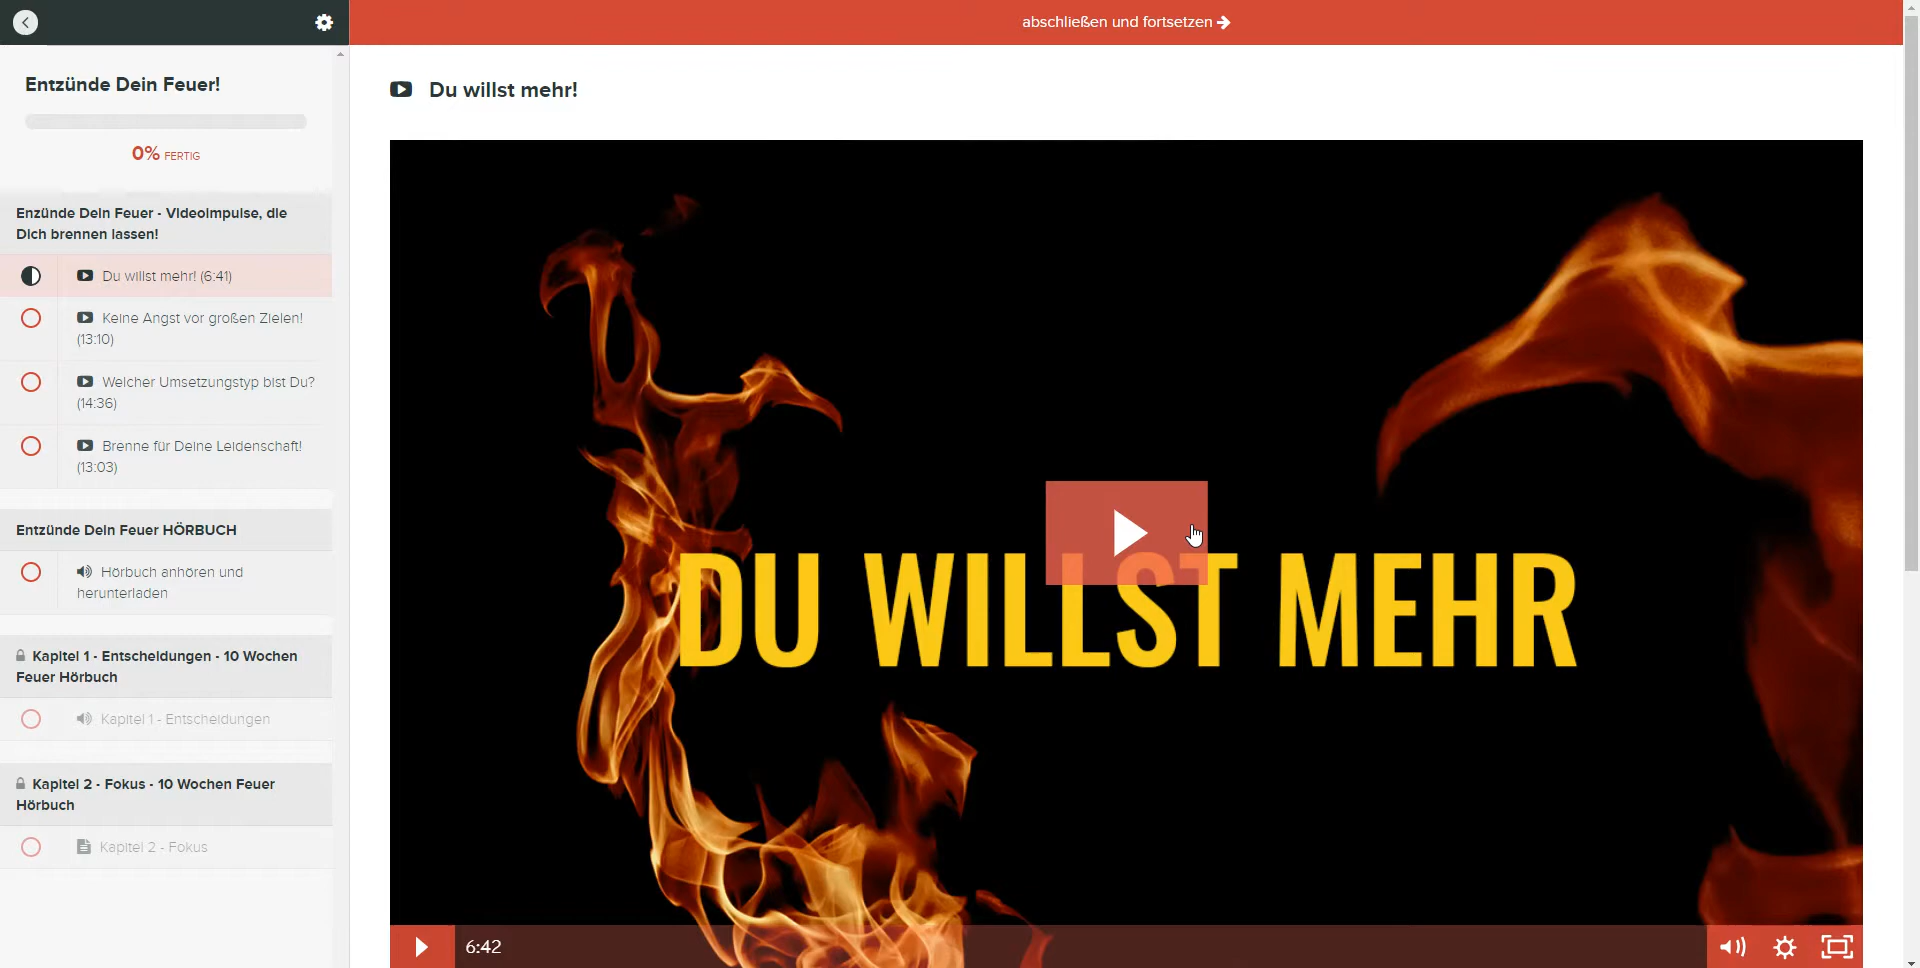 abschließen und fortsetzen
Entzünde Dein Feuer!
0% FERTIG
Enzünde Dein Feuer - Videoimpulse, die
Dich brennen lassen!
Du willst mehr! (6:41)
Keine Angst vor großen Zielen!
(13:10)
Welcher Umsetzungstyp bist Du?
(14:36)
Brenne für Deine Leidenschaft!
(13:03)
Entzünde Dein Feuer HÖRBUCH
Hörbuch anhören und
herunterladen
Kapitel 1 - Entscheidungen - 10 Wochen
Feuer Hörbuch
Kapitel 1 - Entscheidungen
Kapitel 2 - Fokus - 10 Wochen Feuer
Hörbuch
Kapitel 2 - Fokus
Du willst mehr!
DU WILLST MEHR
6:42